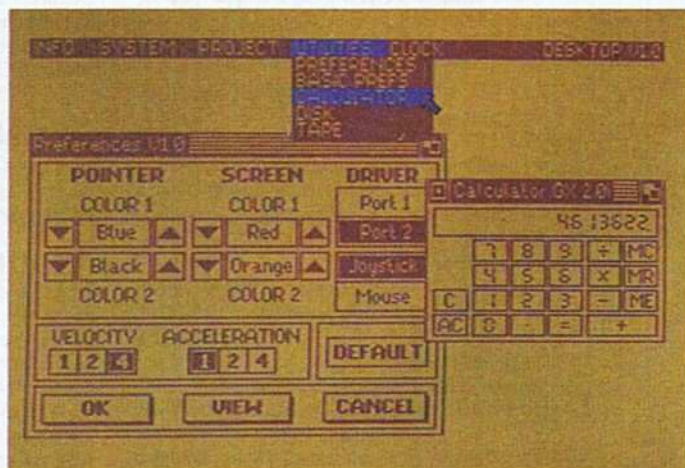 INFO SYSTEM PROJECT UTILITIES CLOCK DESKTOP V1.0
PREFERENCES
BASIC PREFS
CALCULATOR
DISK
TAPE
Preferences V1.0
POINTER SCREEN DRIVER
COLOR 1 COLOR 1 Port 1
Blue Red Port 2
Black Orange Joystick
COLOR 2 COLOR 2 Mouse
VELOCITY ACCELERATION
1 2 4 1 2 4 DEFAULT
OK VIEW CANCEL
Calculator GX 2.0
4613622
7 8 9 ÷ MC
4 5 6 × MR
C 1 2 3 - ME
AC 0 . = +